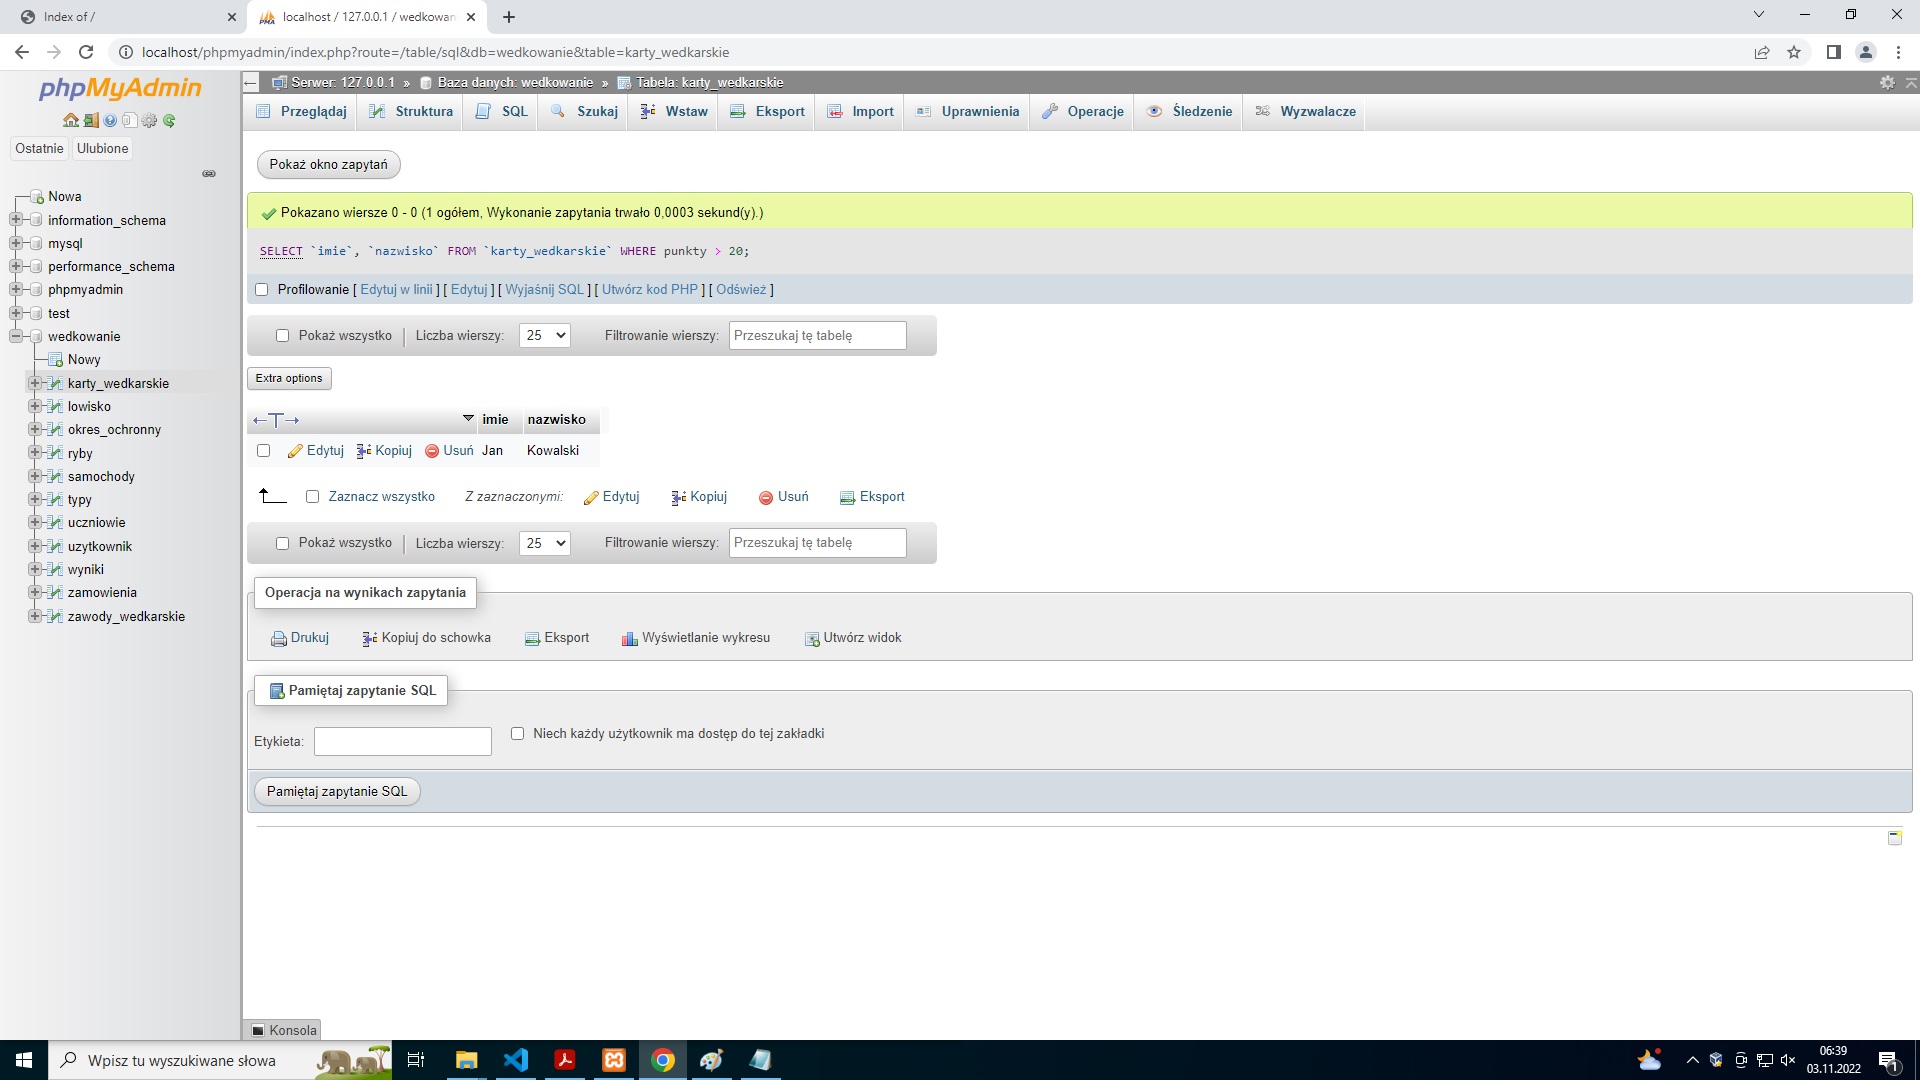 Index of /
localhost / 127.0.0.1 / wedkowan
localhost/phpmyadmin/index.php?route=/table/sql&db=wedkowanie&table=karty_wedkarskie
phpMyAdmin
Ostatnie
Ulubione
Nowa
information_schema
mysql
performance_schema
phpmyadmin
test
wedkowanie
Nowy
karty_wedkarskie
lowisko
okres_ochronny
ryby
samochody
typy
uczniowie
uzytkownik
wyniki
zamowienia
zawody_wedkarskie
Serwer: 127.0.0.1 » Baza danych: wedkowanie » Tabela: karty_wedkarskie
Przeglądaj Struktura SQL Szukaj Wstaw Eksport Import Uprawnienia Operacje Śledzenie Wyzwalacze
Pokaż okno zapytań
Pokazano wiersze 0 - 0 (1 ogółem, Wykonanie zapytania trwało 0,0003 sekund(y).)
SELECT `imie`, `nazwisko` FROM `karty_wedkarskie` WHERE punkty > 20;
Profilowanie [ Edytuj w linii ] [ Edytuj ] [ Wyjaśnij SQL ] [ Utwórz kod PHP ] [ Odśwież ]
Pokaż wszystko Liczba wierszy: 25 Filtrowanie wierszy: Przeszukaj tę tabelę
Extra options
imie nazwisko
Edytuj Kopiuj Usuń Jan Kowalski
Zaznacz wszystko Z zaznaczonymi: Edytuj Kopiuj Usuń Eksport
Pokaż wszystko Liczba wierszy: 25 Filtrowanie wierszy: Przeszukaj tę tabelę
Operacja na wynikach zapytania
Drukuj Kopiuj do schowka Eksport Wyświetlanie wykresu Utwórz widok
Pamiętaj zapytanie SQL
Etykieta: Niech każdy użytkownik ma dostęp do tej zakładki
Pamiętaj zapytanie SQL
Konsola
Wpisz tu wyszukiwane słowa
06:39
03.11.2022
1